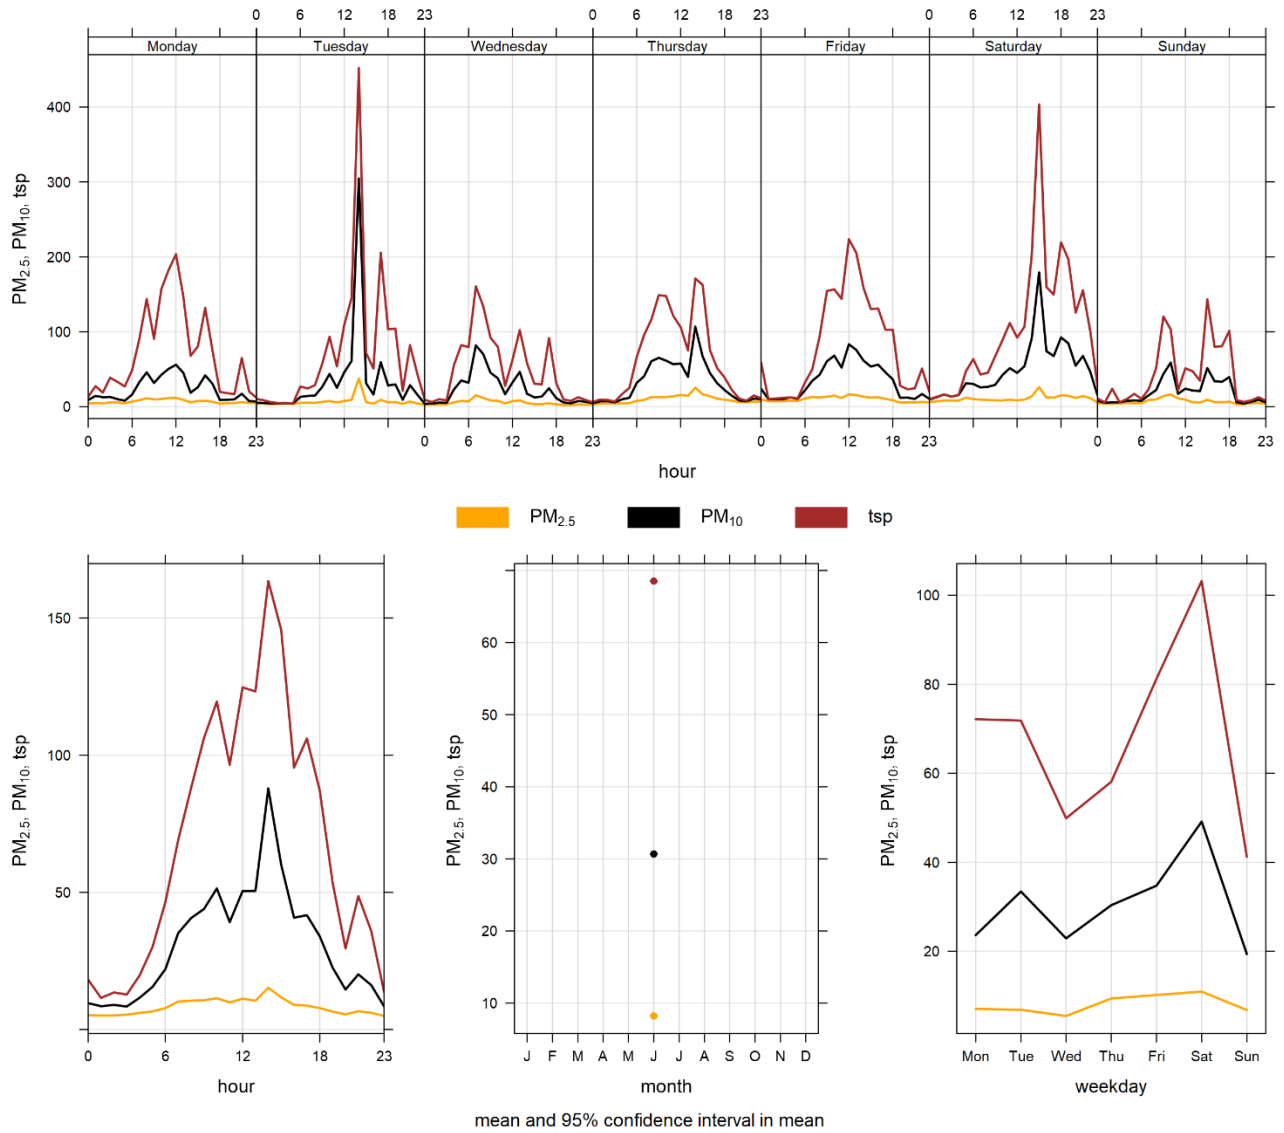 0 6 12 18 23 0 6 12 18 23 0 6 12 18 23
Monday Tuesday Wednesday Thursday Friday Saturday Sunday
PM2.5, PM10, tsp
400
300
200
100
0
0 6 12 18 23 0 6 12 18 23 0 6 12 18 23 0 6 12 18 23
hour
PM2.5 PM10 tsp
PM2.5, PM10, tsp
150
100
50
0 6 12 18 23
hour
PM2.5, PM10, tsp
60
50
40
30
20
10
J F M A M J J A S O N D
month
PM2.5, PM10, tsp
100
80
60
40
20
Mon Tue Wed Thu Fri Sat Sun
weekday
mean and 95% confidence interval in mean